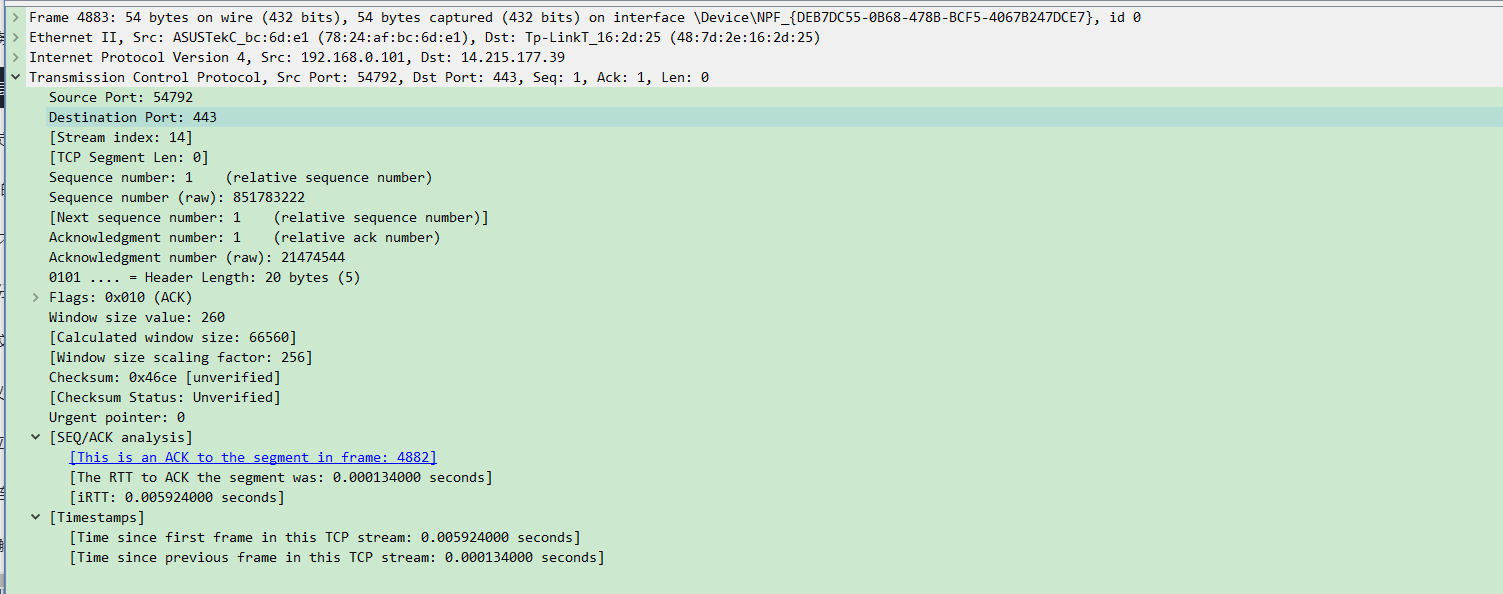 Frame 4883: 54 bytes on wire (432 bits), 54 bytes captured (432 bits) on interface \Device\NPF_{DEB7DC55-0B68-478B-BCF5-4067B247DCE7}, id 0
Ethernet II, Src: ASUSTekC_bc:6d:e1 (78:24:af:bc:6d:e1), Dst: Tp-LinkT_16:2d:25 (48:7d:2e:16:2d:25)
Internet Protocol Version 4, Src: 192.168.0.101, Dst: 14.215.177.39
Transmission Control Protocol, Src Port: 54792, Dst Port: 443, Seq: 1, Ack: 1, Len: 0
Source Port: 54792
Destination Port: 443
[Stream index: 14]
[TCP Segment Len: 0]
Sequence number: 1    (relative sequence number)
Sequence number (raw): 851783222
[Next sequence number: 1    (relative sequence number)]
Acknowledgment number: 1    (relative ack number)
Acknowledgment number (raw): 21474544
0101 .... = Header Length: 20 bytes (5)
Flags: 0x010 (ACK)
Window size value: 260
[Calculated window size: 66560]
[Window size scaling factor: 256]
Checksum: 0x46ce [unverified]
[Checksum Status: Unverified]
Urgent pointer: 0
[SEQ/ACK analysis]
[This is an ACK to the segment in frame: 4882]
[The RTT to ACK the segment was: 0.000134000 seconds]
[iRTT: 0.005924000 seconds]
[Timestamps]
[Time since first frame in this TCP stream: 0.005924000 seconds]
[Time since previous frame in this TCP stream: 0.000134000 seconds]